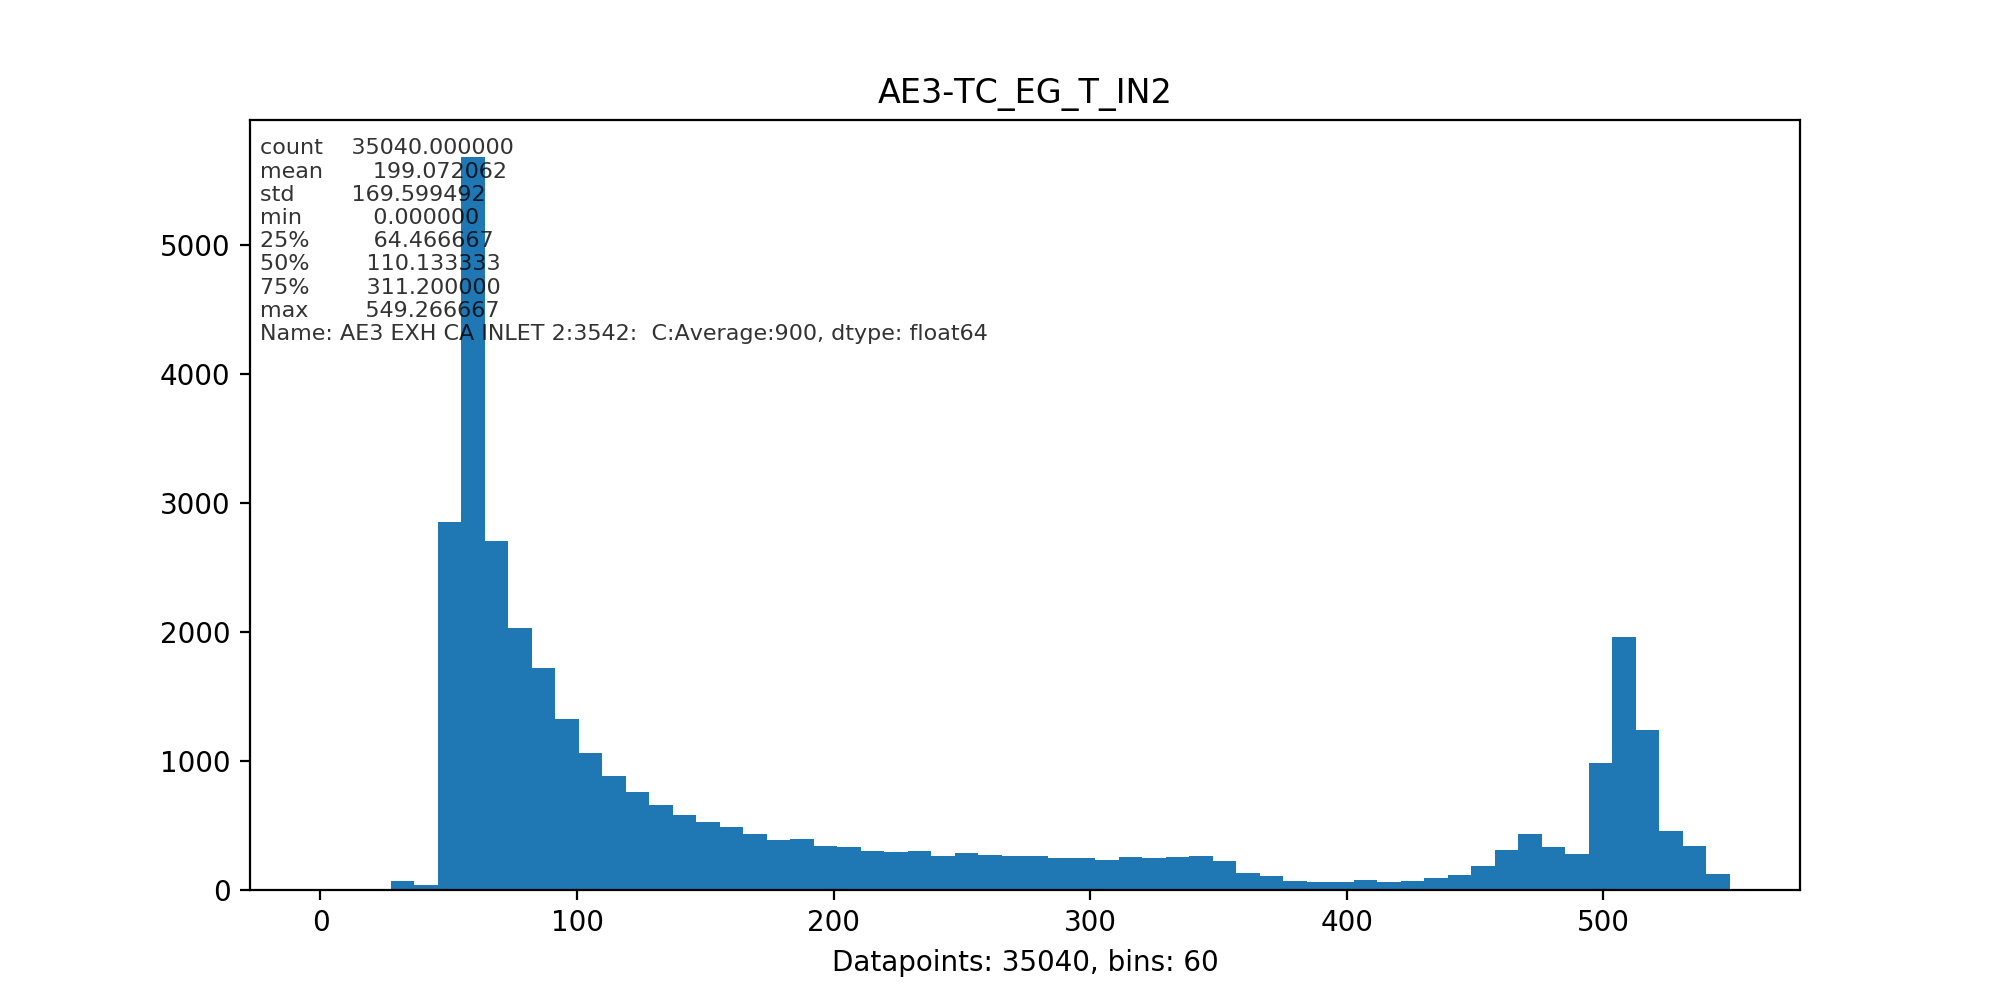 AE3-TC_EG_T_IN2
count 35040.000000
mean 199.072062
std 169.599492
min 0.000000
25% 64.466667
50% 110.133333
75% 311.200000
max 549.266667
Name: AE3 EXH CA INLET 2:3542:  C:Average:900, dtype: float64
5000
4000
3000
2000
1000
0
0 100 200 300 400 500
Datapoints: 35040, bins: 60